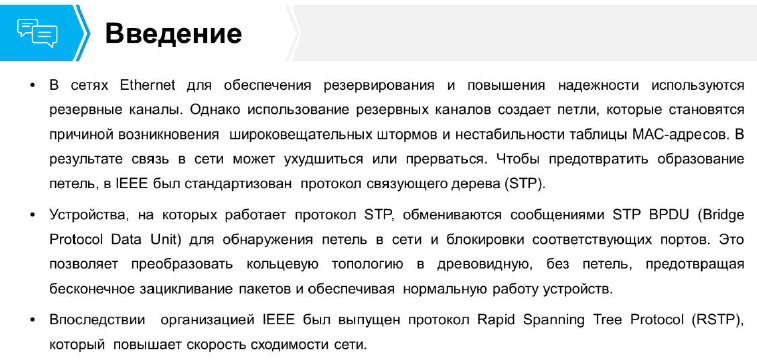 Введение
• В сетях Ethernet для обеспечения резервирования и повышения надежности используются
резервные каналы. Однако использование резервных каналов создает петли, которые становятся
причиной возникновения широковещательных штормов и нестабильности таблицы MAC-адресов. В
результате связь в сети может ухудшиться или прерваться. Чтобы предотвратить образование
петель, в IEEE был стандартизован протокол связующего дерева (STP).
• Устройства, на которых работает протокол STP, обмениваются сообщениями STP BPDU (Bridge
Protocol Data Unit) для обнаружения петель в сети и блокировки соответствующих портов. Это
позволяет преобразовать кольцевую топологию в древовидную, без петель, предотвращая
бесконечное зацикливание пакетов и обеспечивая нормальную работу устройств.
• Впоследствии организацией IEEE был выпущен протокол Rapid Spanning Tree Protocol (RSTP),
который повышает скорость сходимости сети.